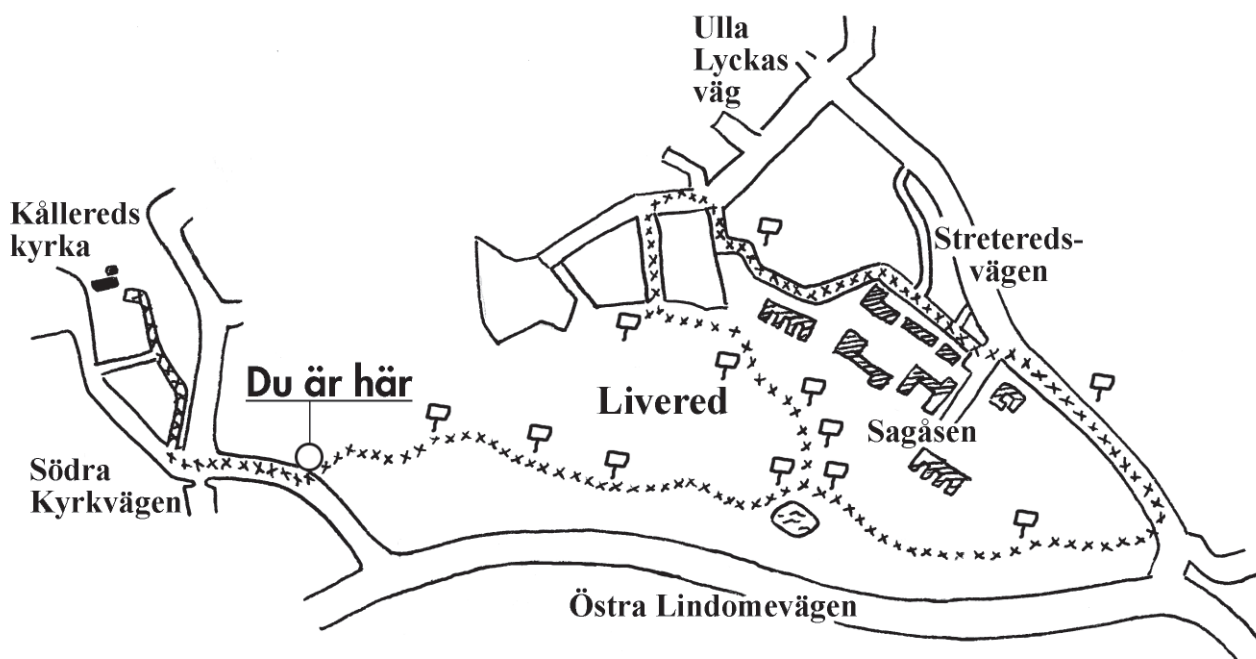 Ulla
Lyckas
väg
Kållereds
kyrka
Stretereds-
vägen
Du är här
Livered
Sagåsen
Södra
Kyrkvägen
Östra Lindomevägen